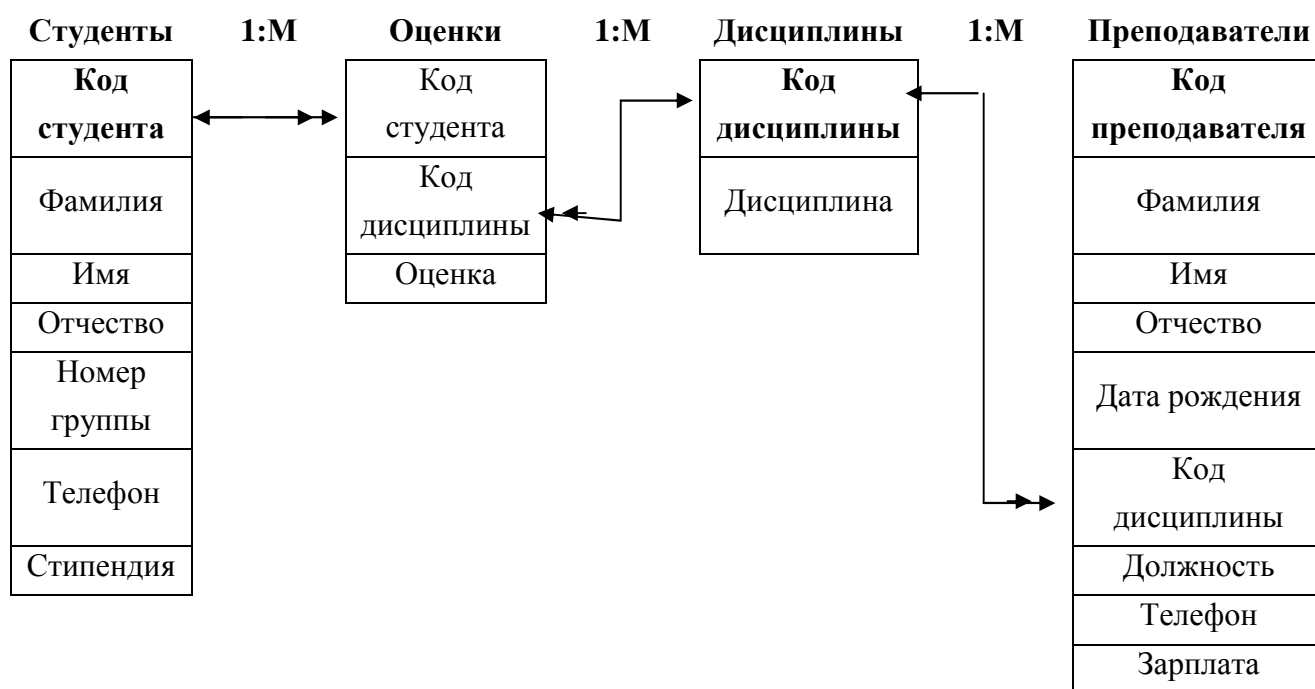 Студенты 1:М Оценки 1:М Дисциплины 1:М Преподаватели
Код
студента
Фамилия
Имя
Отчество
Номер
группы
Телефон
Стипендия
Код
студента
Код
дисциплины
Оценка
Код
дисциплины
Дисциплина
Код
преподавателя
Фамилия
Имя
Отчество
Дата рождения
Код
дисциплины
Должность
Телефон
Зарплата